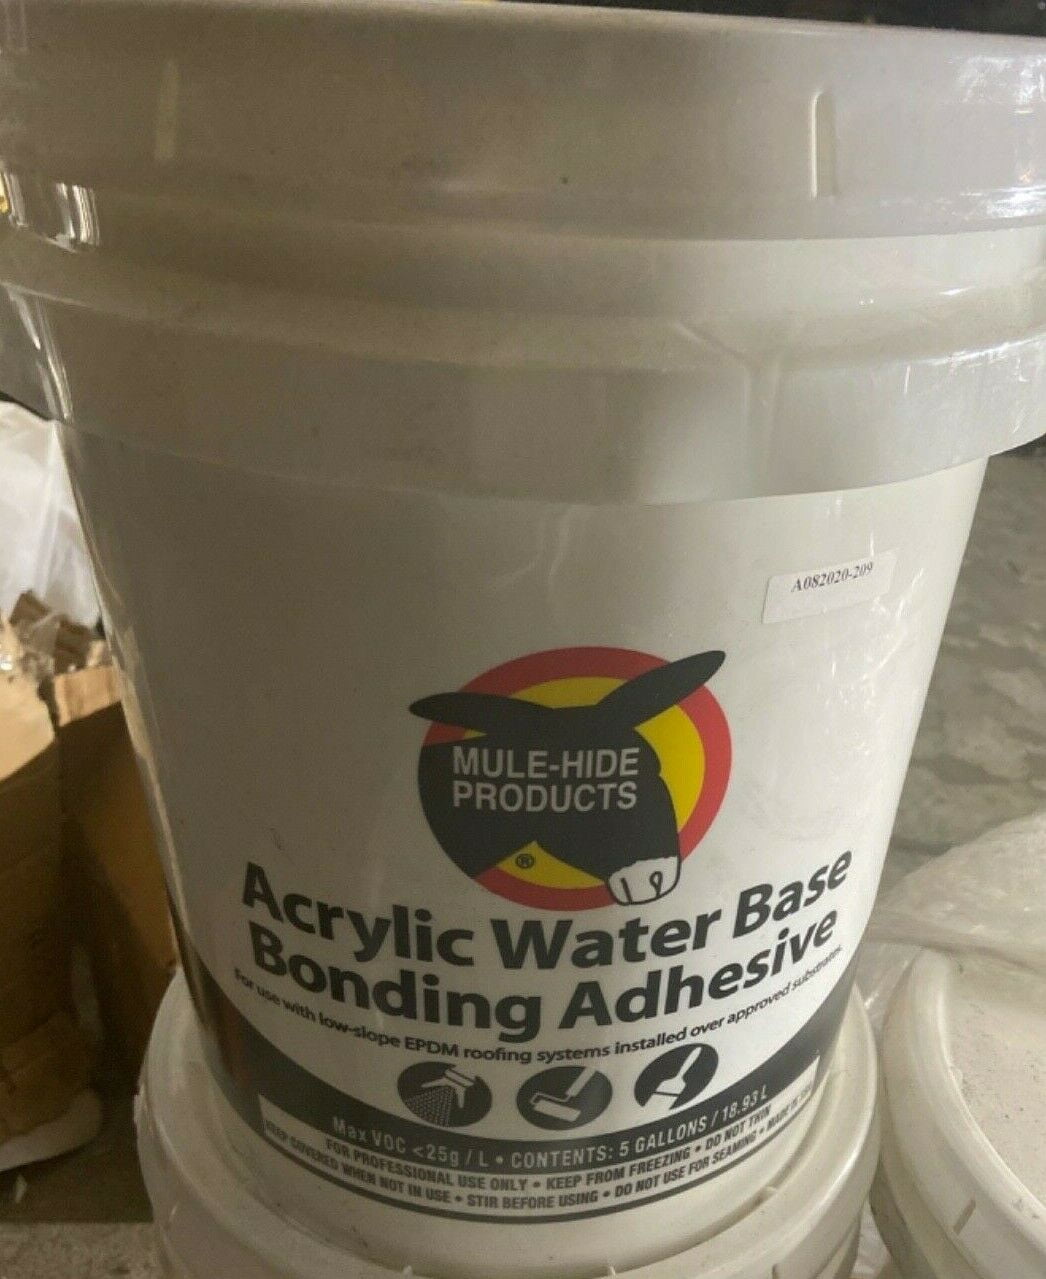 A082020-209
MULE-HIDE
PRODUCTS
®
Acrylic Water Base
Bonding Adhesive
For use with low-slope EPDM roofing systems installed over approved substrates.
Max VOC <25g / L • CONTENTS: 5 GALLONS / 18.93 L
FOR PROFESSIONAL USE ONLY • KEEP FROM FREEZING • DO NOT THIN
KEEP COVERED WHEN NOT IN USE • STIR BEFORE USING • DO NOT USE FOR SEAMING • MADE IN